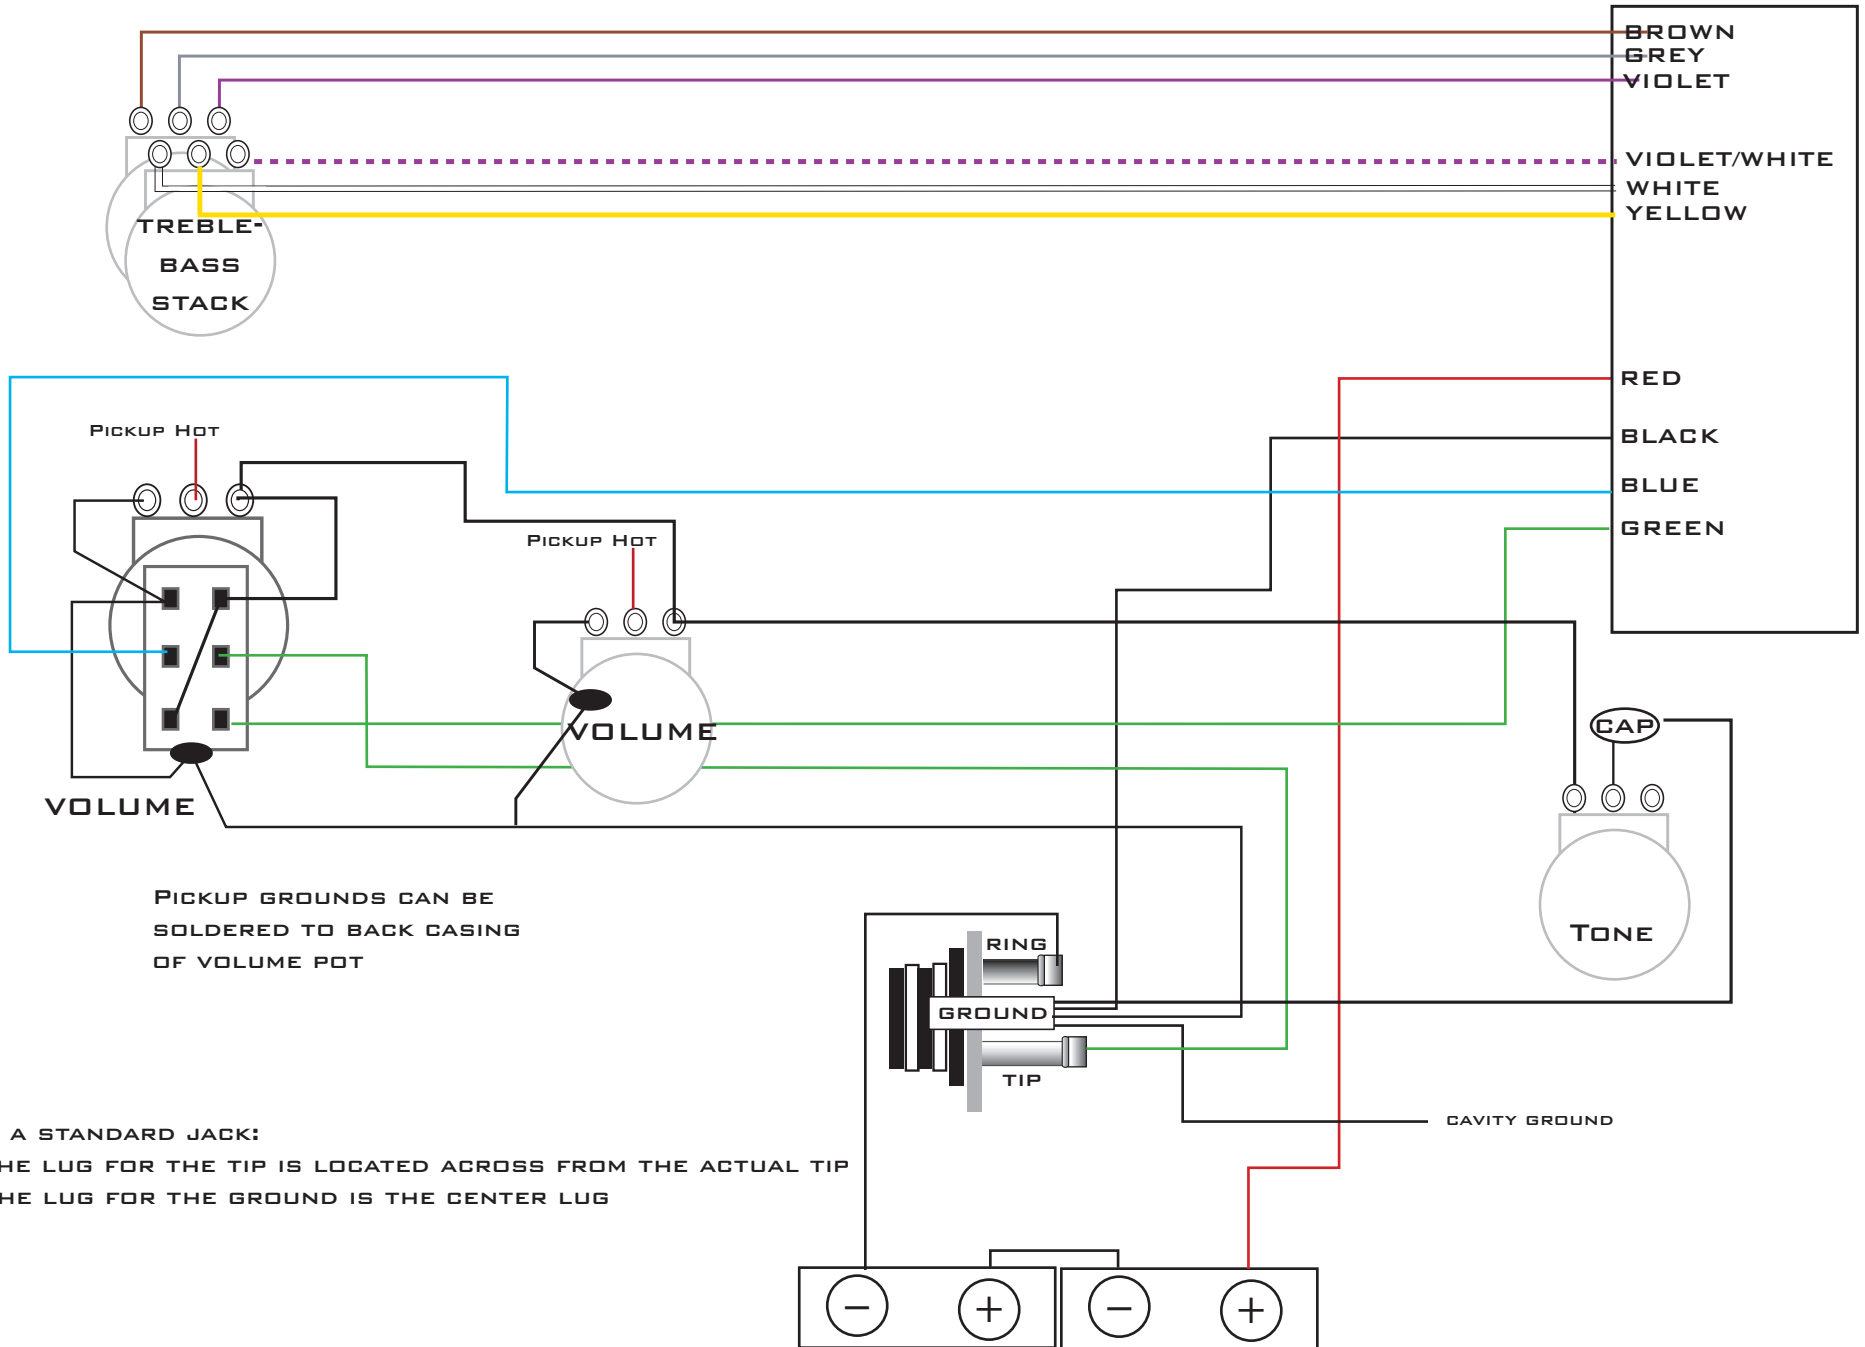 BROWN
GREY
VIOLET
VIOLET/WHITE
WHITE
YELLOW
TREBLE-
BASS
STACK
RED
BLACK
BLUE
GREEN
PICKUP HOT
PICKUP HOT
VOLUME
CAP
VOLUME
TONE
PICKUP GROUNDS CAN BE
SOLDERED TO BACK CASING
OF VOLUME POT
RING
GROUND
TIP
CAVITY GROUND
A STANDARD JACK:
HE LUG FOR THE TIP IS LOCATED ACROSS FROM THE ACTUAL TIP
HE LUG FOR THE GROUND IS THE CENTER LUG
− + − +